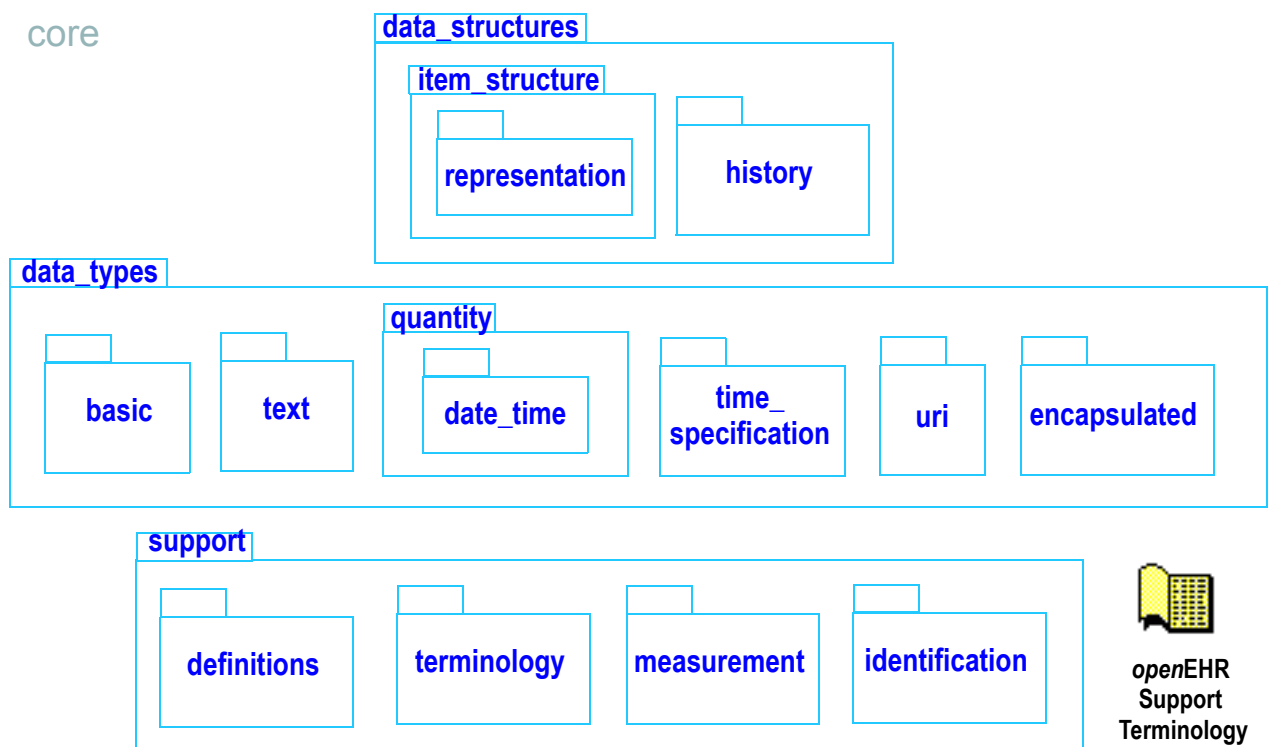 core
data_structures
item_structure
representation
history
data_types
quantity
basic
text
date_time
time_
specification
uri
encapsulated
support
definitions
terminology
measurement
identification
openEHR
Support
Terminology